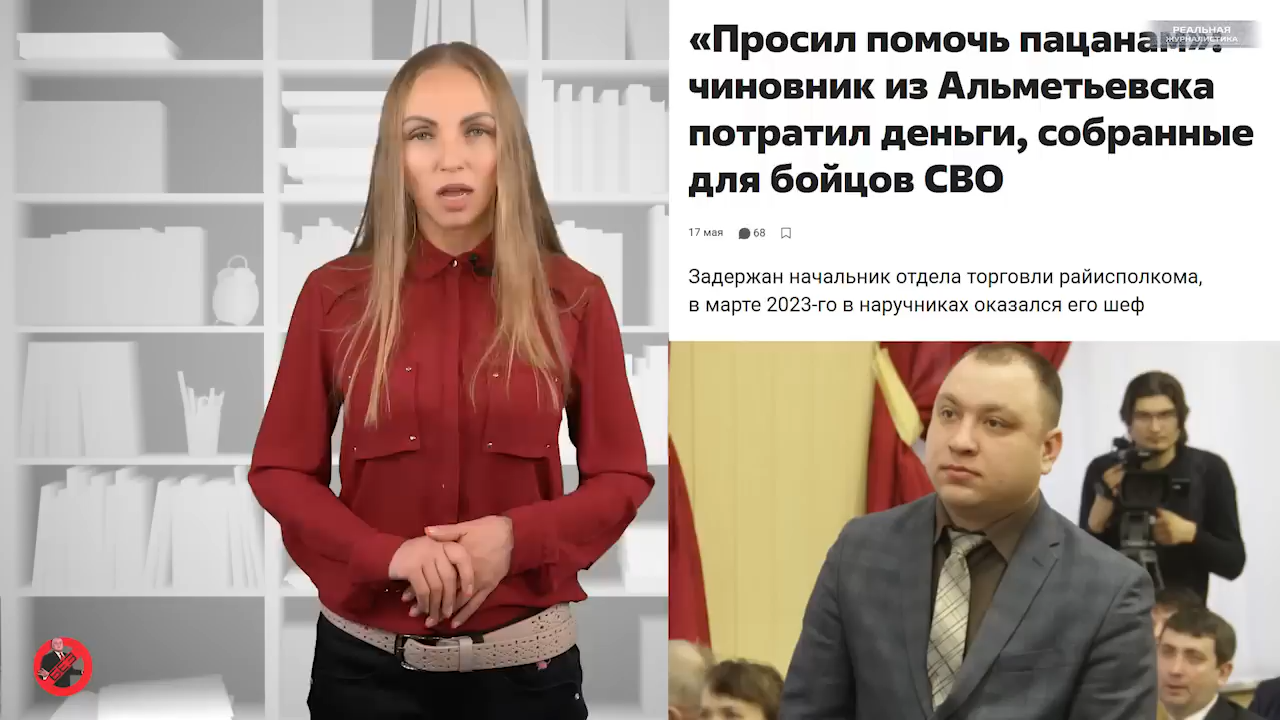 «Просил помочь пацанам»:
чиновник из Альметьевска
потратил деньги, собранные
для бойцов СВО
РЕАЛЬНАЯ
ЖУРНАЛИСТИКА
17 мая 68
Задержан начальник отдела торговли райисполкома,
в марте 2023-го в наручниках оказался его шеф